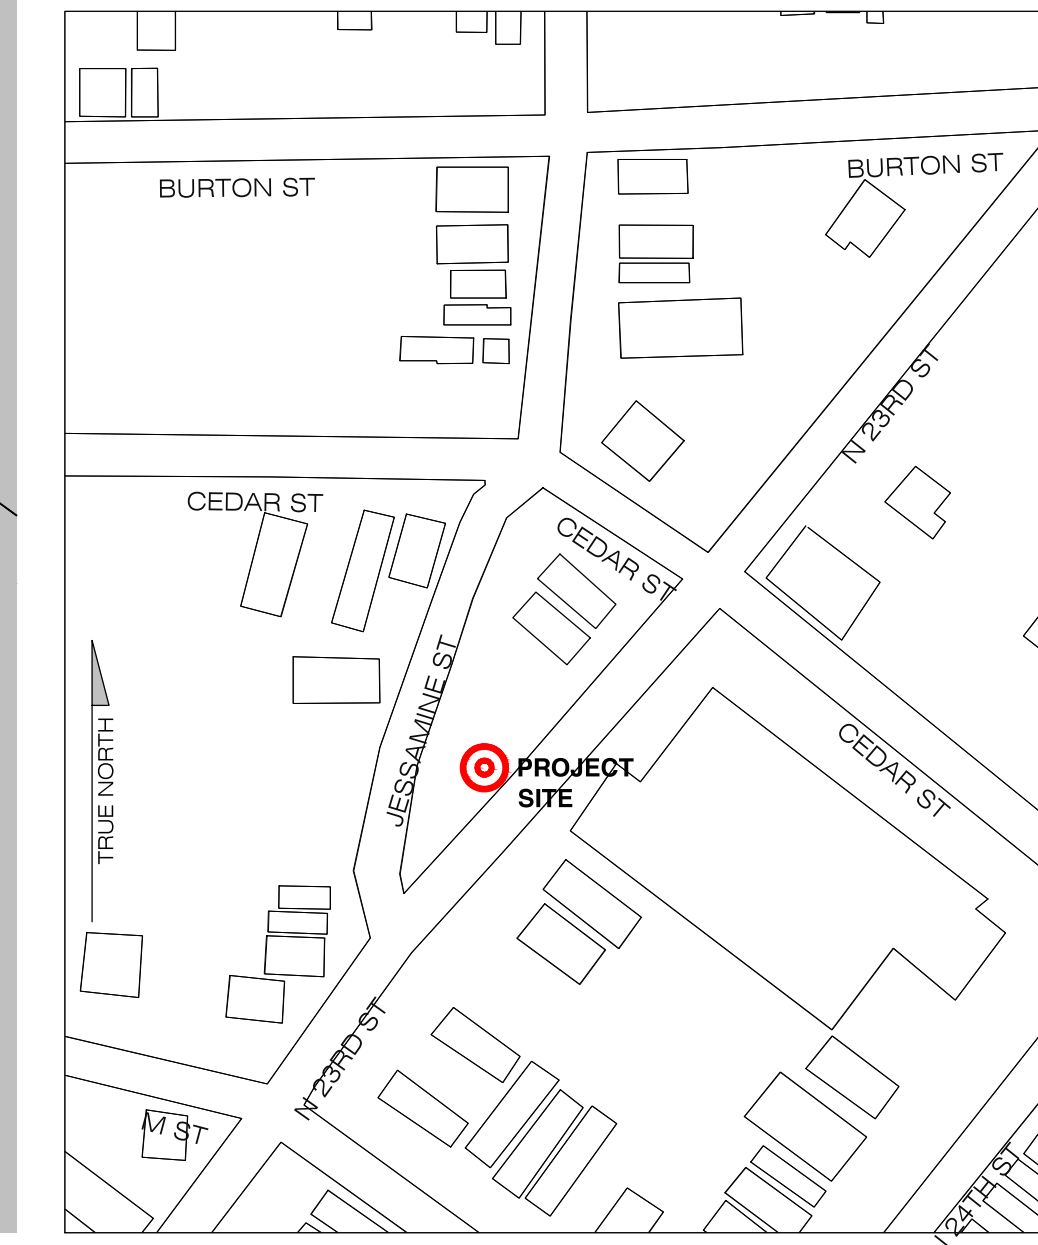 BURTON ST
BURTON ST
N 23RD ST
CEDAR ST
CEDAR ST
JESSAMINE ST
TRUE NORTH
PROJECT
SITE
CEDAR ST
N 23RD ST
M ST
24TH ST